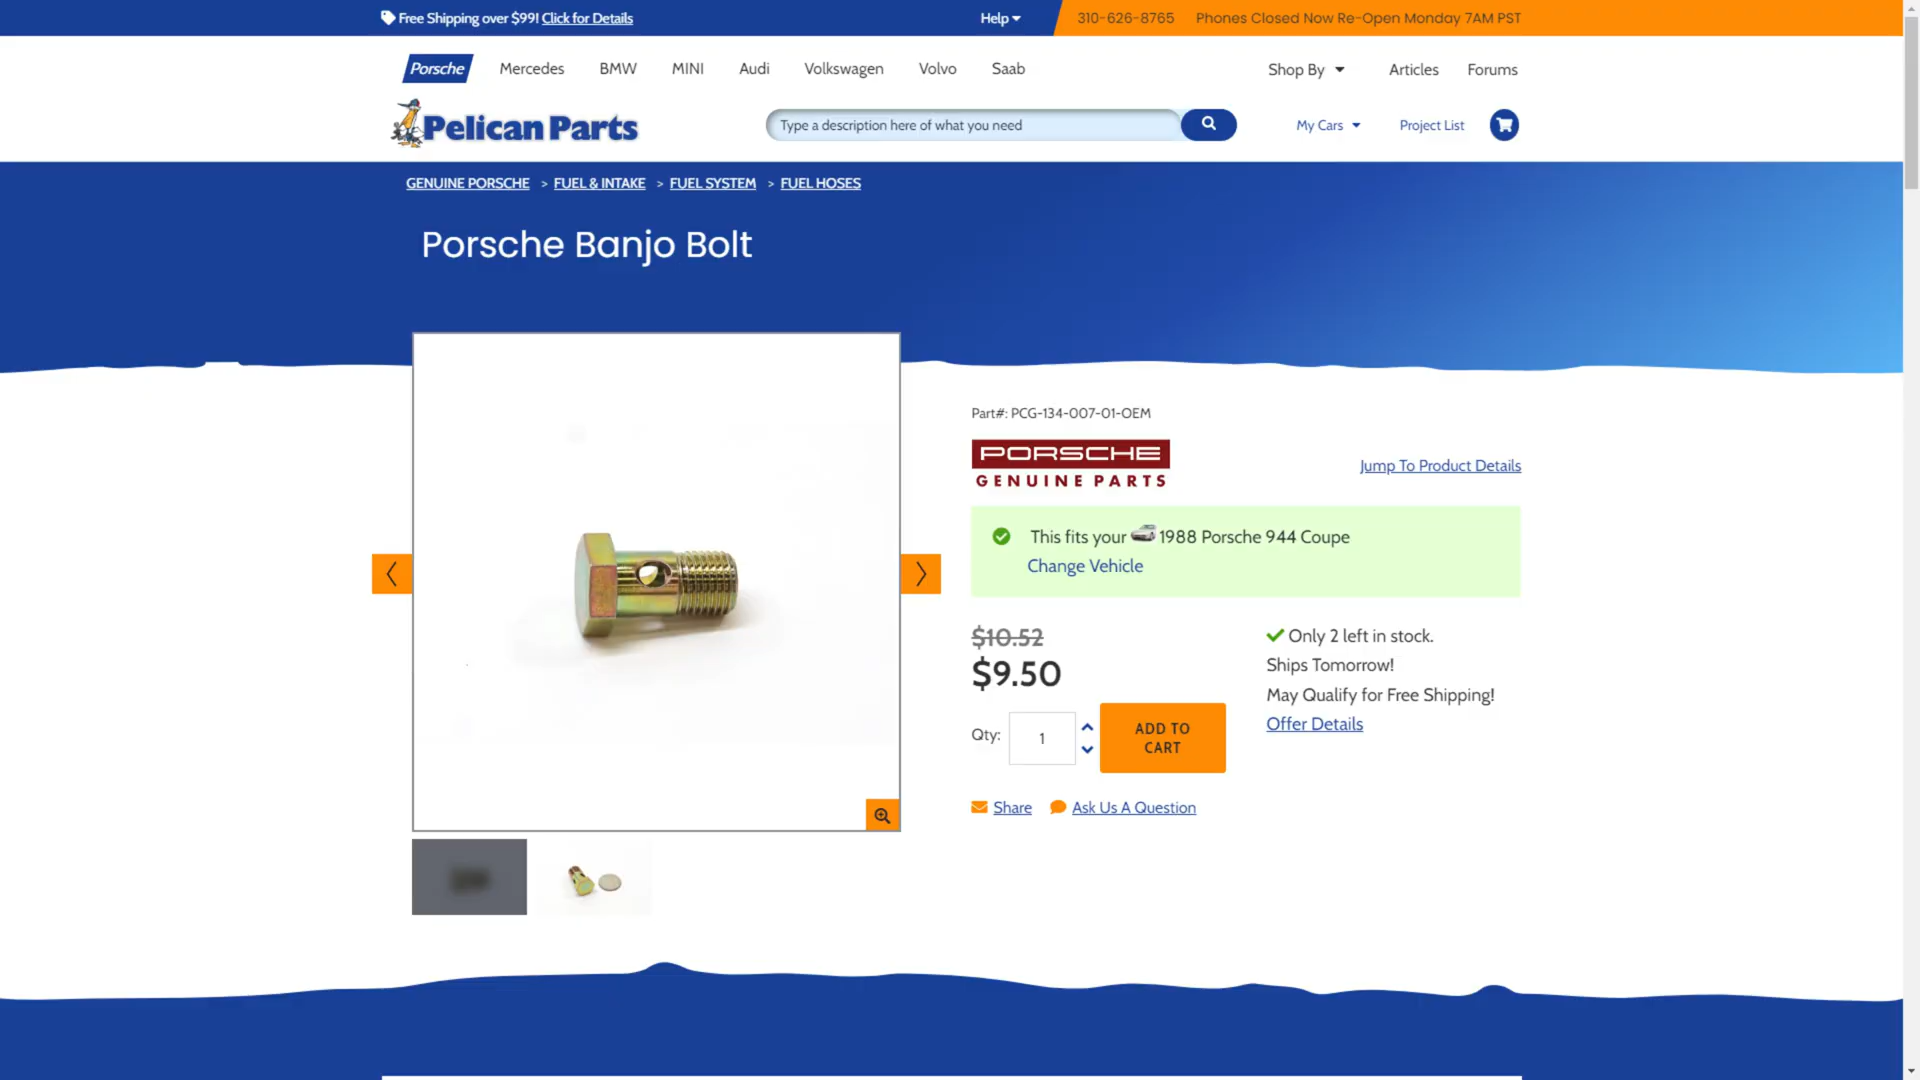 Free Shipping over $99! Click for Details
Help
310-626-8765
Phones Closed Now Re-Open Monday 7AM PST
Porsche
Mercedes
BMW
MINI
Audi
Volkswagen
Volvo
Saab
Shop By
Articles
Forums
Pelican Parts
Type a description here of what you need
My Cars
Project List
GENUINE PORSCHE > FUEL & INTAKE > FUEL SYSTEM > FUEL HOSES
Porsche Banjo Bolt
Part#: PCG-134-007-01-OEM
PORSCHE
GENUINE PARTS
Jump To Product Details
This fits your 1988 Porsche 944 Coupe
Change Vehicle
$10.52
$9.50
Only 2 left in stock.
Ships Tomorrow!
May Qualify for Free Shipping!
Offer Details
Qty:
1
ADD TO
CART
Share
Ask Us A Question